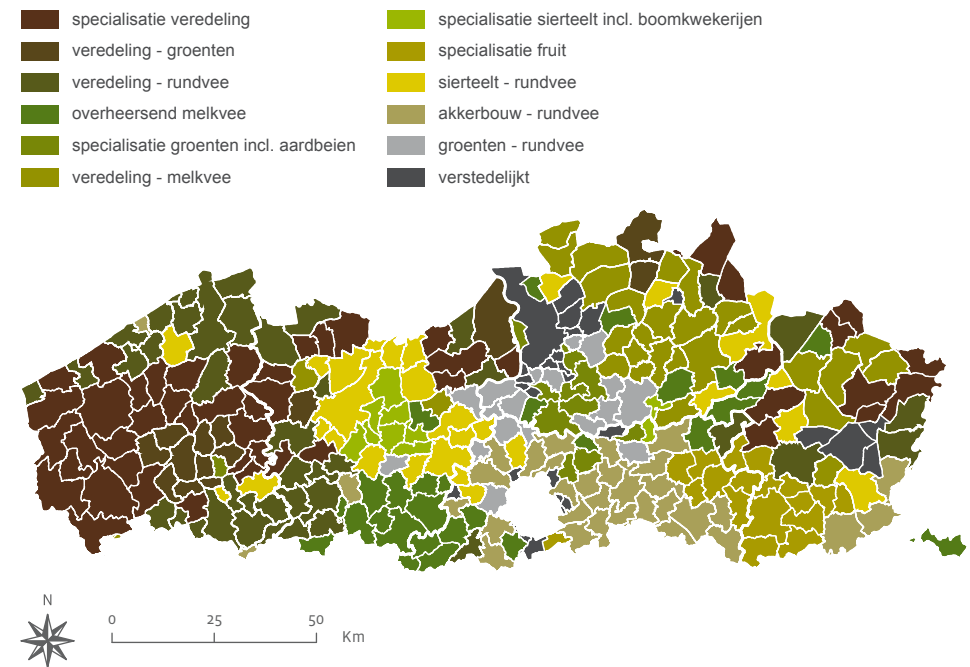 specialisatie veredeling
veredeling - groenten
veredeling - rundvee
overheersend melkvee
specialisatie groenten incl. aardbeien
veredeling - melkvee
specialisatie sierteelt incl. boomkwekerijen
specialisatie fruit
sierteelt - rundvee
akkerbouw - rundvee
groenten - rundvee
verstedelijkt
N
0 25 50
Km